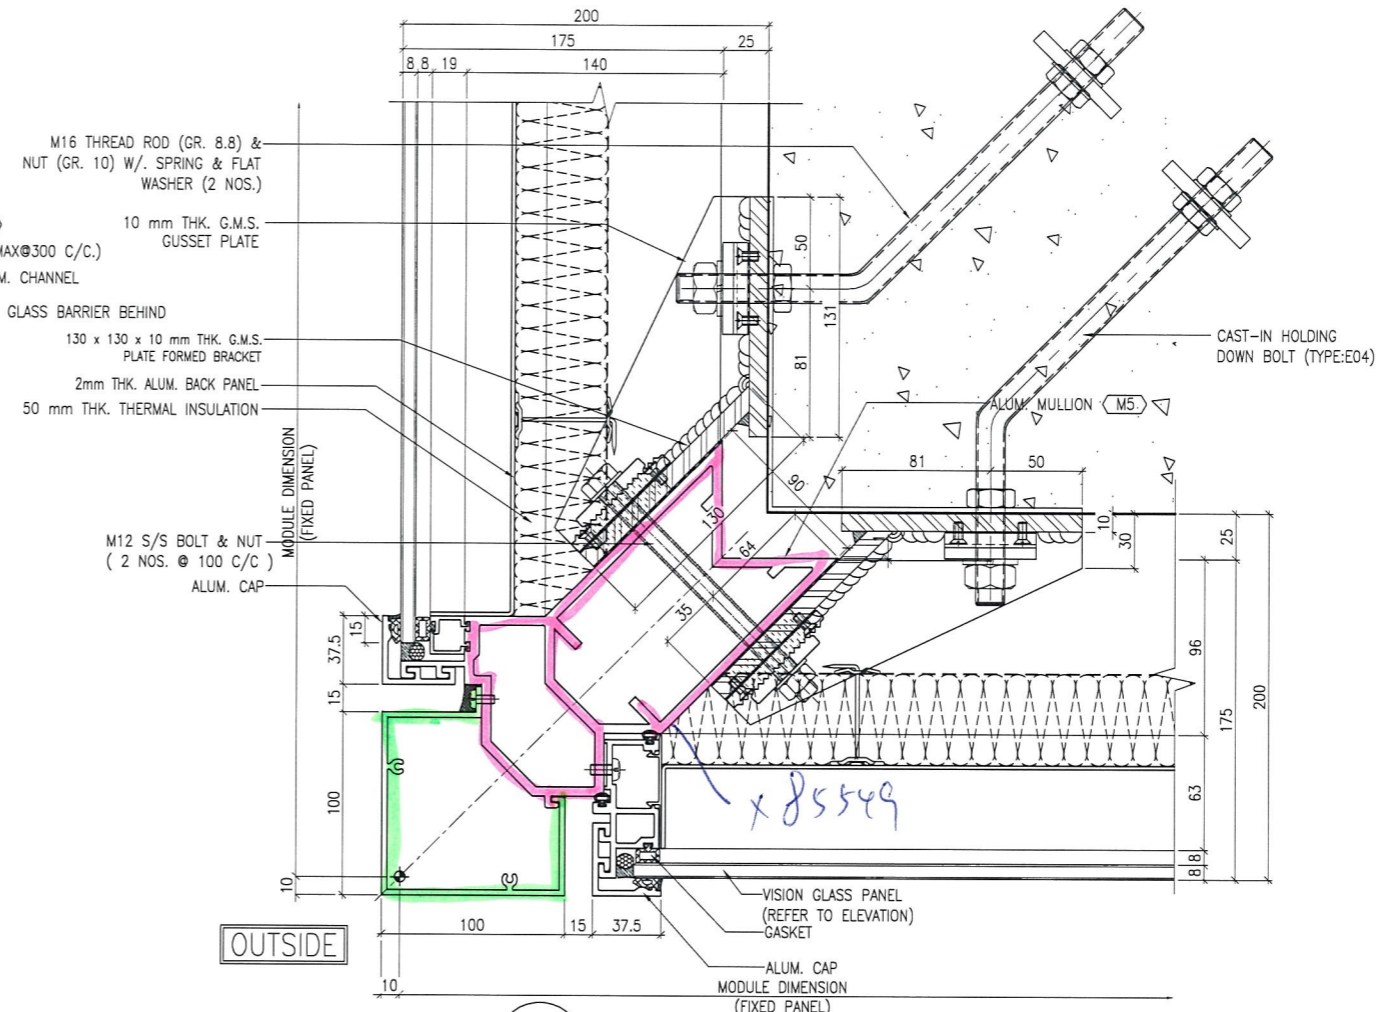 200
175 25
8 8 19 140
M16 THREAD ROD (GR. 8.8) &
NUT (GR. 10) W/. SPRING & FLAT
WASHER (2 NOS.)
10 mm THK. G.M.S.
GUSSET PLATE
MAX@300 C/C.)
M. CHANNEL
GLASS BARRIER BEHIND
130 x 130 x 10 mm THK. G.M.S.
PLATE FORMED BRACKET
2mm THK. ALUM. BACK PANEL
50 mm THK. THERMAL INSULATION
MODULE DIMENSION
(FIXED PANEL)
M12 S/S BOLT & NUT
( 2 NOS. @ 100 C/C )
ALUM. CAP
50
131
81
CAST-IN HOLDING
DOWN BOLT (TYPE:E04)
ALUM. MULLION M5.
81 50
90
130
64
35
10
30
25
96
200
175
63
8
8
15
37.5
15
100
10
x85549
VISION GLASS PANEL
(REFER TO ELEVATION)
GASKET
100 15 37.5
OUTSIDE
ALUM. CAP
10
MODULE DIMENSION
(FIXED PANEL)